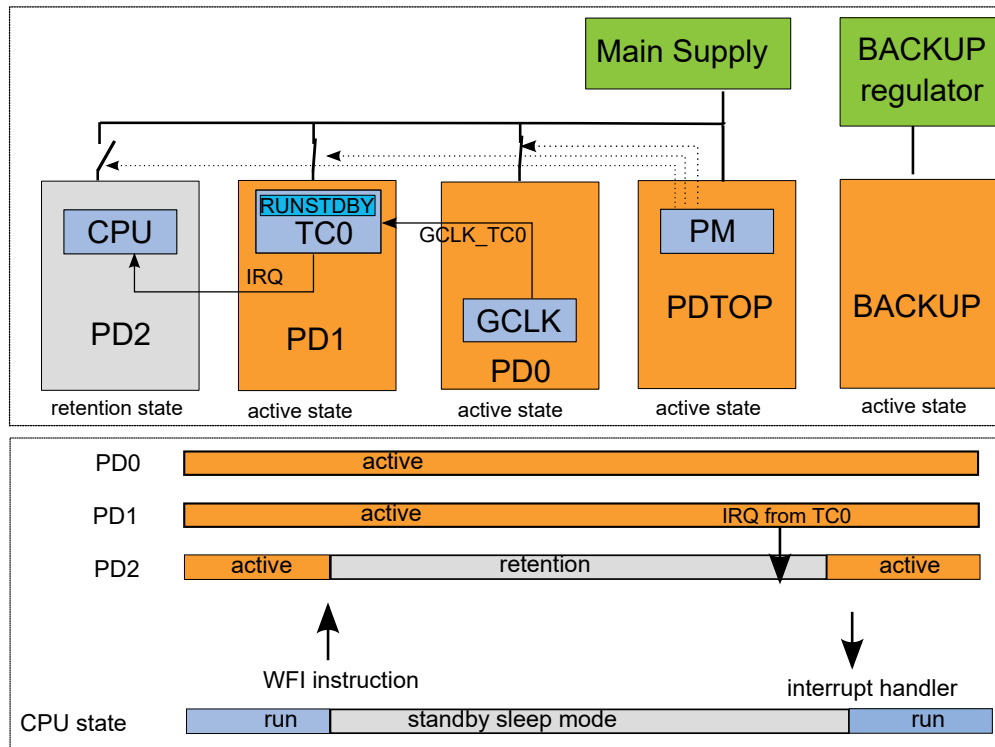 Main Supply
BACKUP
regulator
RUNSTDBY
CPU
TC0
GCLK_TC0
PM
IRQ
GCLK
PDTOP
BACKUP
PD2
PD1
PD0
retention state
active state
active state
active state
active state
PD0
active
PD1
active
IRQ from TC0
PD2
active
retention
active
WFI instruction
interrupt handler
CPU state
run
standby sleep mode
run